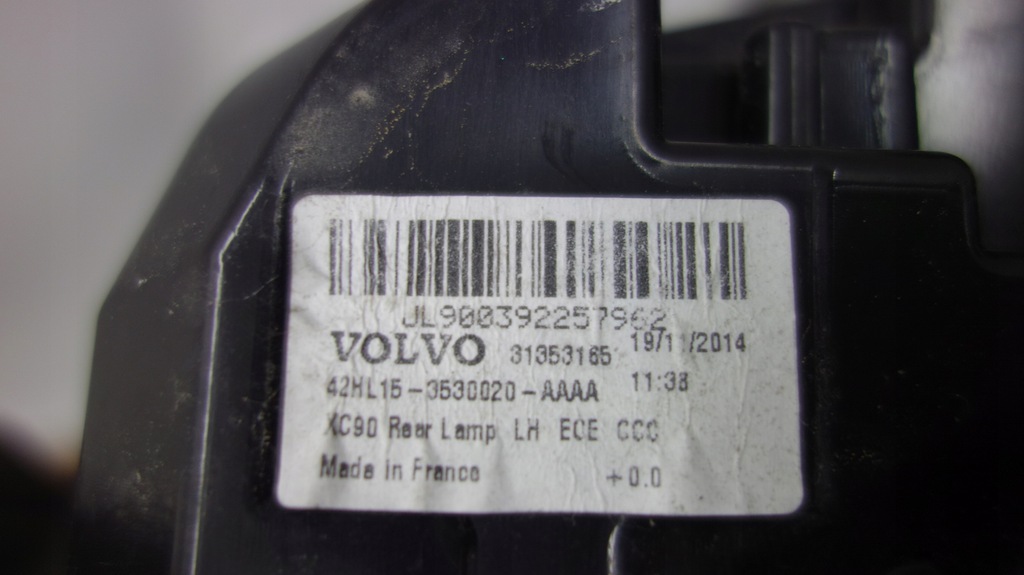 JL900392257962
VOLVO 31353165 19/11/2014
42HL15-3530020-AAAA 11:38
XC90 Rear Lamp LH ECE CCC
Made in France +0.0